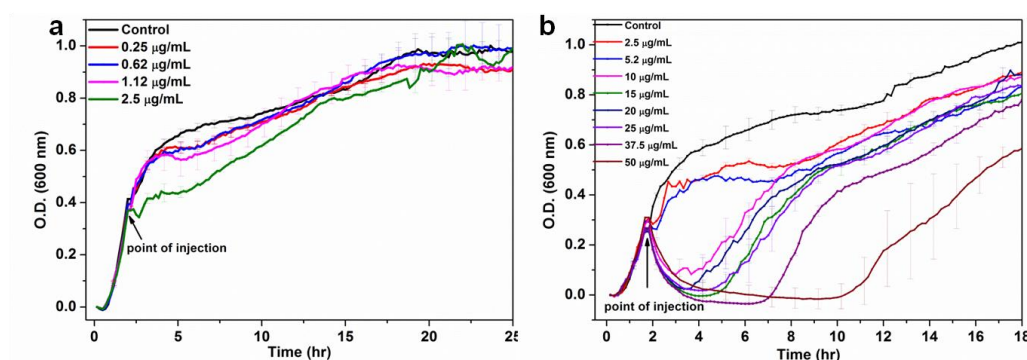 a
Control
0.25 µg/mL
0.62 µg/mL
1.12 µg/mL
2.5 µg/mL
1.0
0.8
0.6
0.4
0.2
0.0
O.D. (600 nm)
point of injection
0 5 10 15 20 25
Time (hr)
b
Control
2.5 µg/mL
5.2 µg/mL
10 µg/mL
15 µg/mL
20 µg/mL
25 µg/mL
37.5 µg/mL
50 µg/mL
1.0
0.8
0.6
0.4
0.2
0.0
O.D. (600 nm)
point of injection
0 2 4 6 8 10 12 14 16 18
Time (hr)